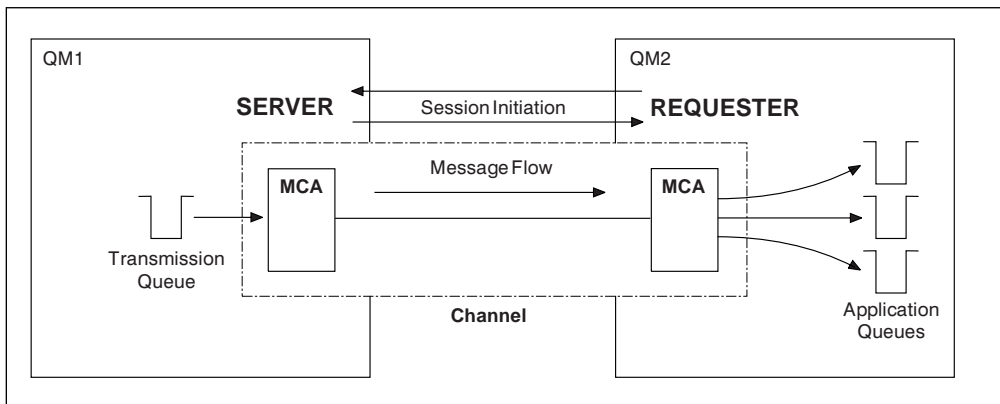 QM1
QM2
SERVER
Session Initiation
REQUESTER
Message Flow
MCA
MCA
Transmission
Queue
Channel
Application
Queues